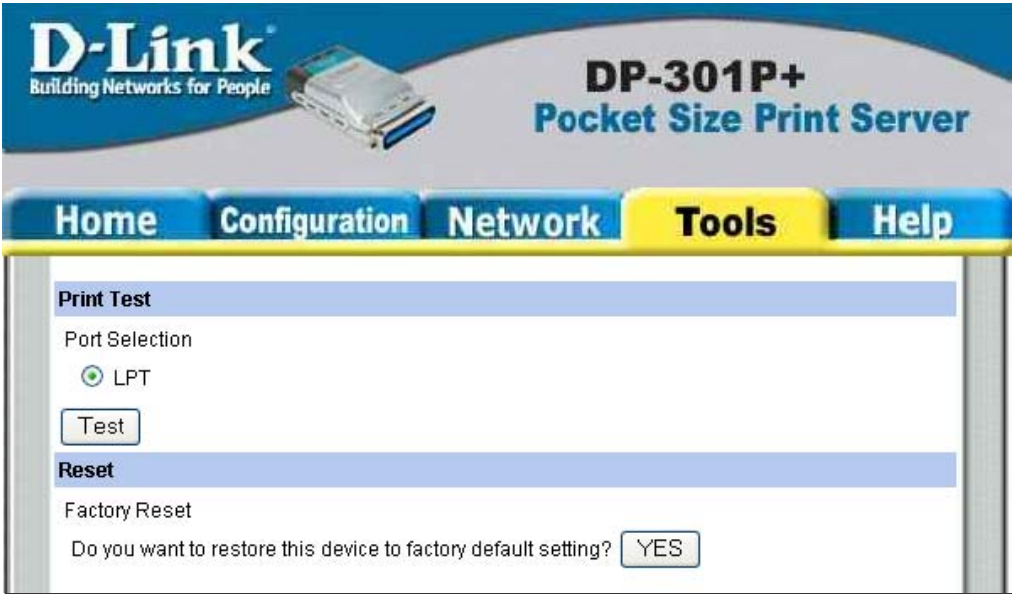 D-Link
Building Networks for People
DP-301P+
Pocket Size Print Server
Home Configuration Network Tools Help
Print Test
Port Selection
LPT
Test
Reset
Factory Reset
Do you want to restore this device to factory default setting? YES